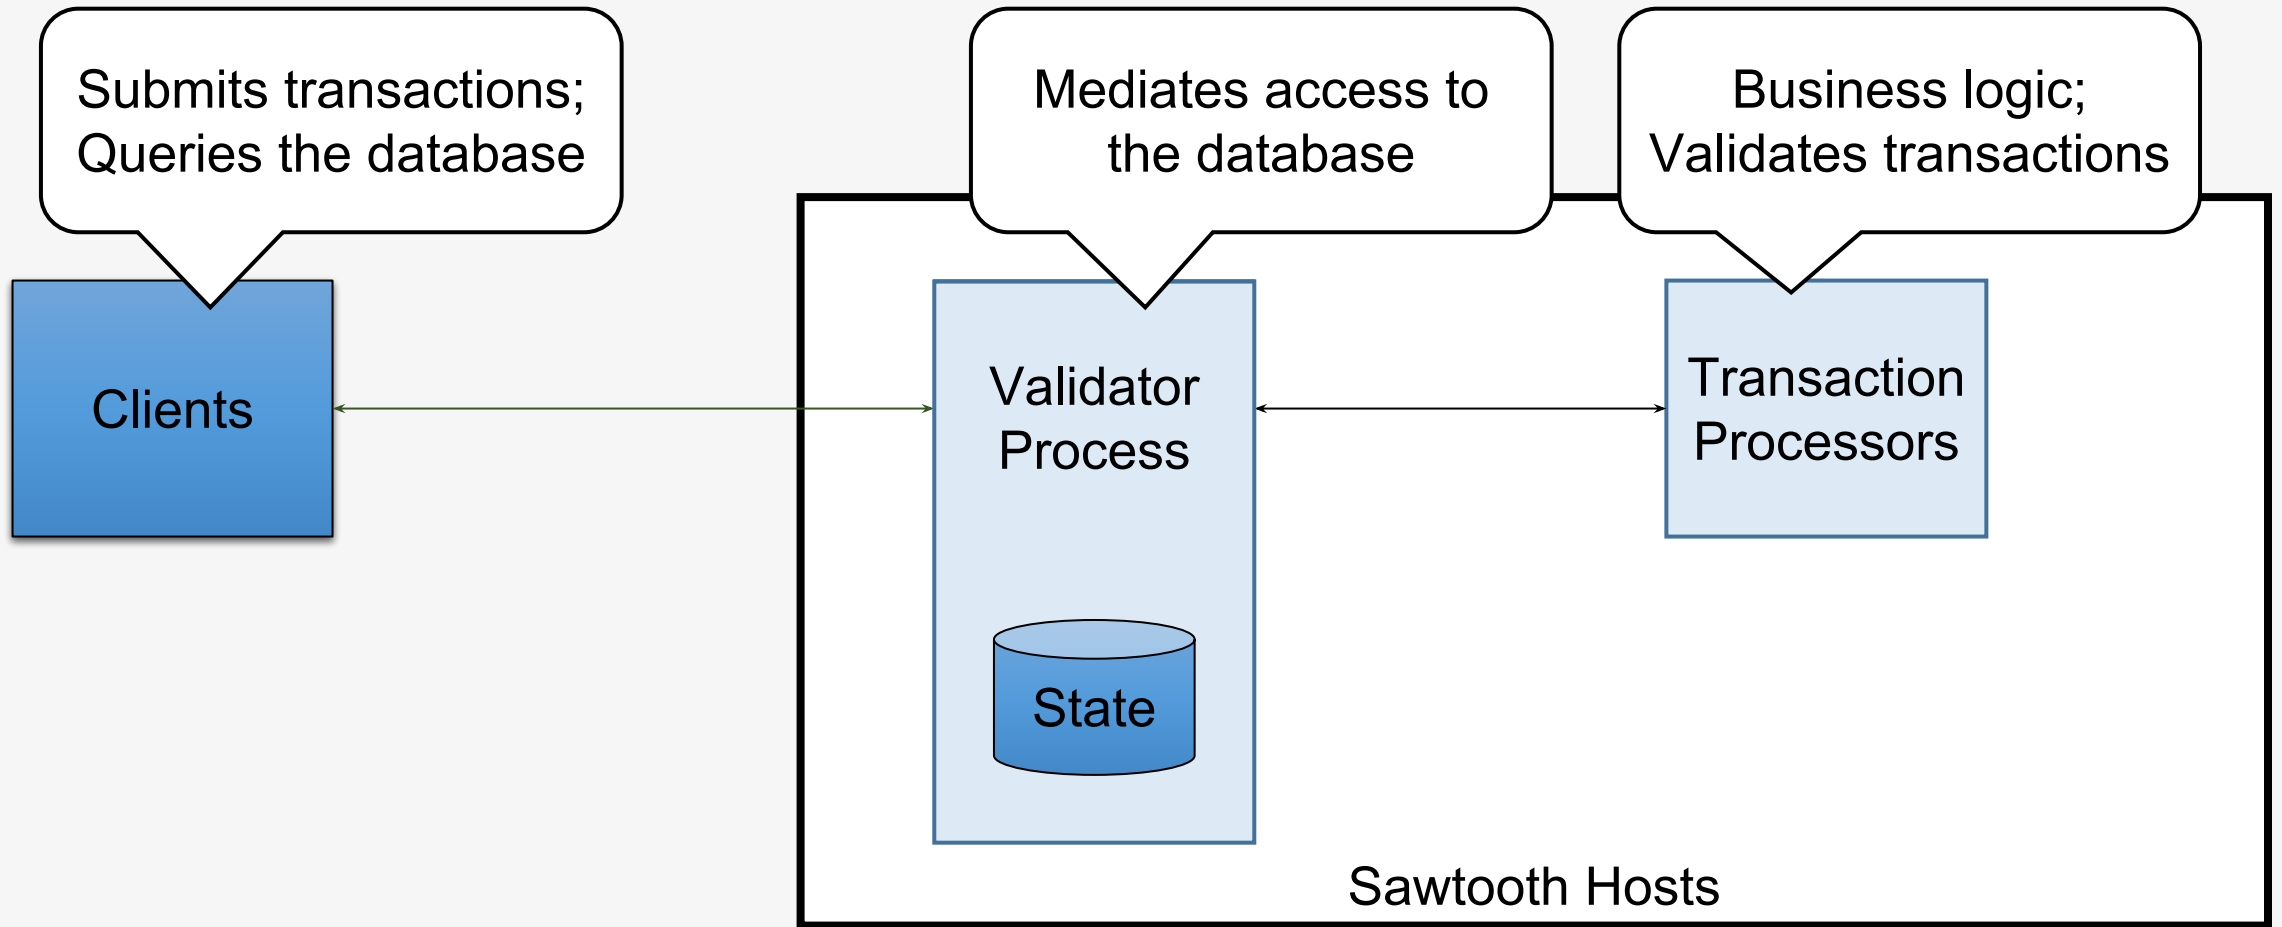 Submits transactions;
Queries the database
Mediates access to
the database
Business logic;
Validates transactions
Clients
Validator
Process
Transaction
Processors
State
Sawtooth Hosts